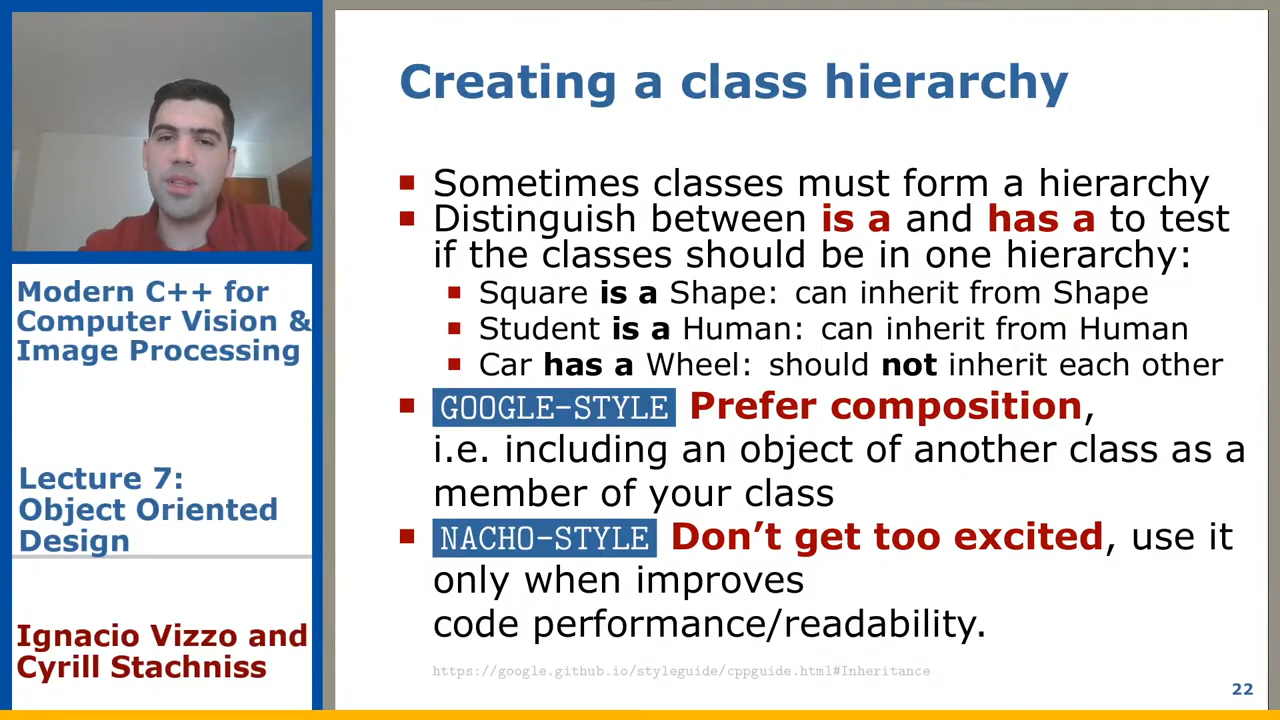 Modern C++ for
Computer Vision &
Image Processing
Lecture 7:
Object Oriented
Design
Ignacio Vizzo and
Cyrill Stachniss
Creating a class hierarchy
Sometimes classes must form a hierarchy
Distinguish between is a and has a to test
if the classes should be in one hierarchy:
Square is a Shape: can inherit from Shape
Student is a Human: can inherit from Human
Car has a Wheel: should not inherit each other
GOOGLE-STYLE Prefer composition,
i.e. including an object of another class as a
member of your class
NACHO-STYLE Don't get too excited, use it
only when improves
code performance/readability.
https://google.github.io/styleguide/cppguide.html#Inheritance
22